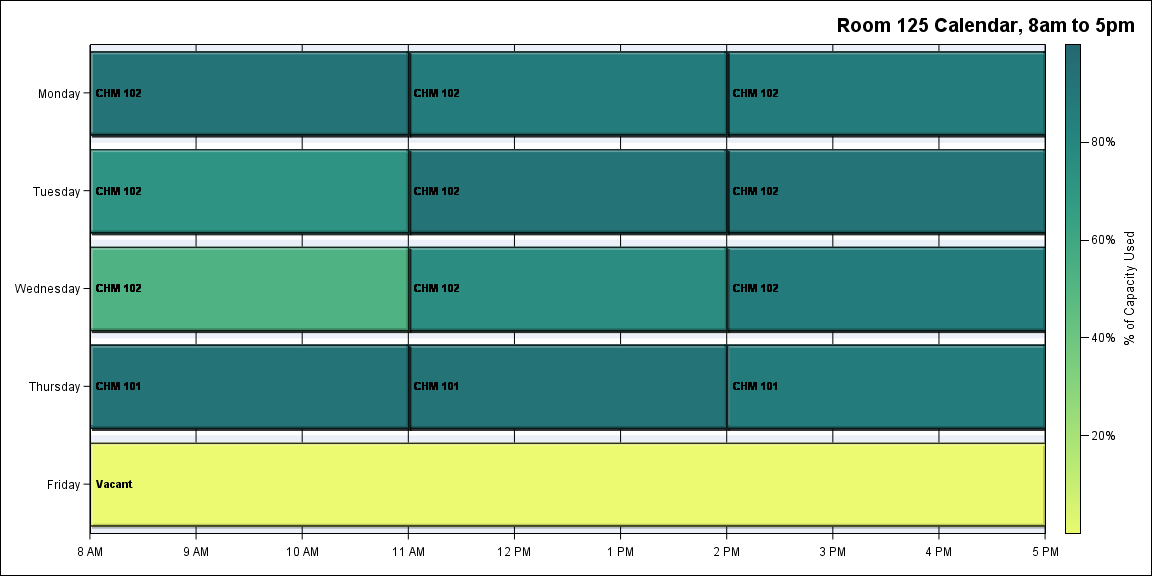 Room 125 Calendar, 8am to 5pm
Monday
CHM 102
CHM 102
CHM 102
Tuesday
CHM 102
CHM 102
CHM 102
Wednesday
CHM 102
CHM 102
CHM 102
Thursday
CHM 101
CHM 101
CHM 101
Friday
Vacant
8 AM
9 AM
10 AM
11 AM
12 PM
1 PM
2 PM
3 PM
4 PM
5 PM
80%
60%
40%
20%
% of Capacity Used